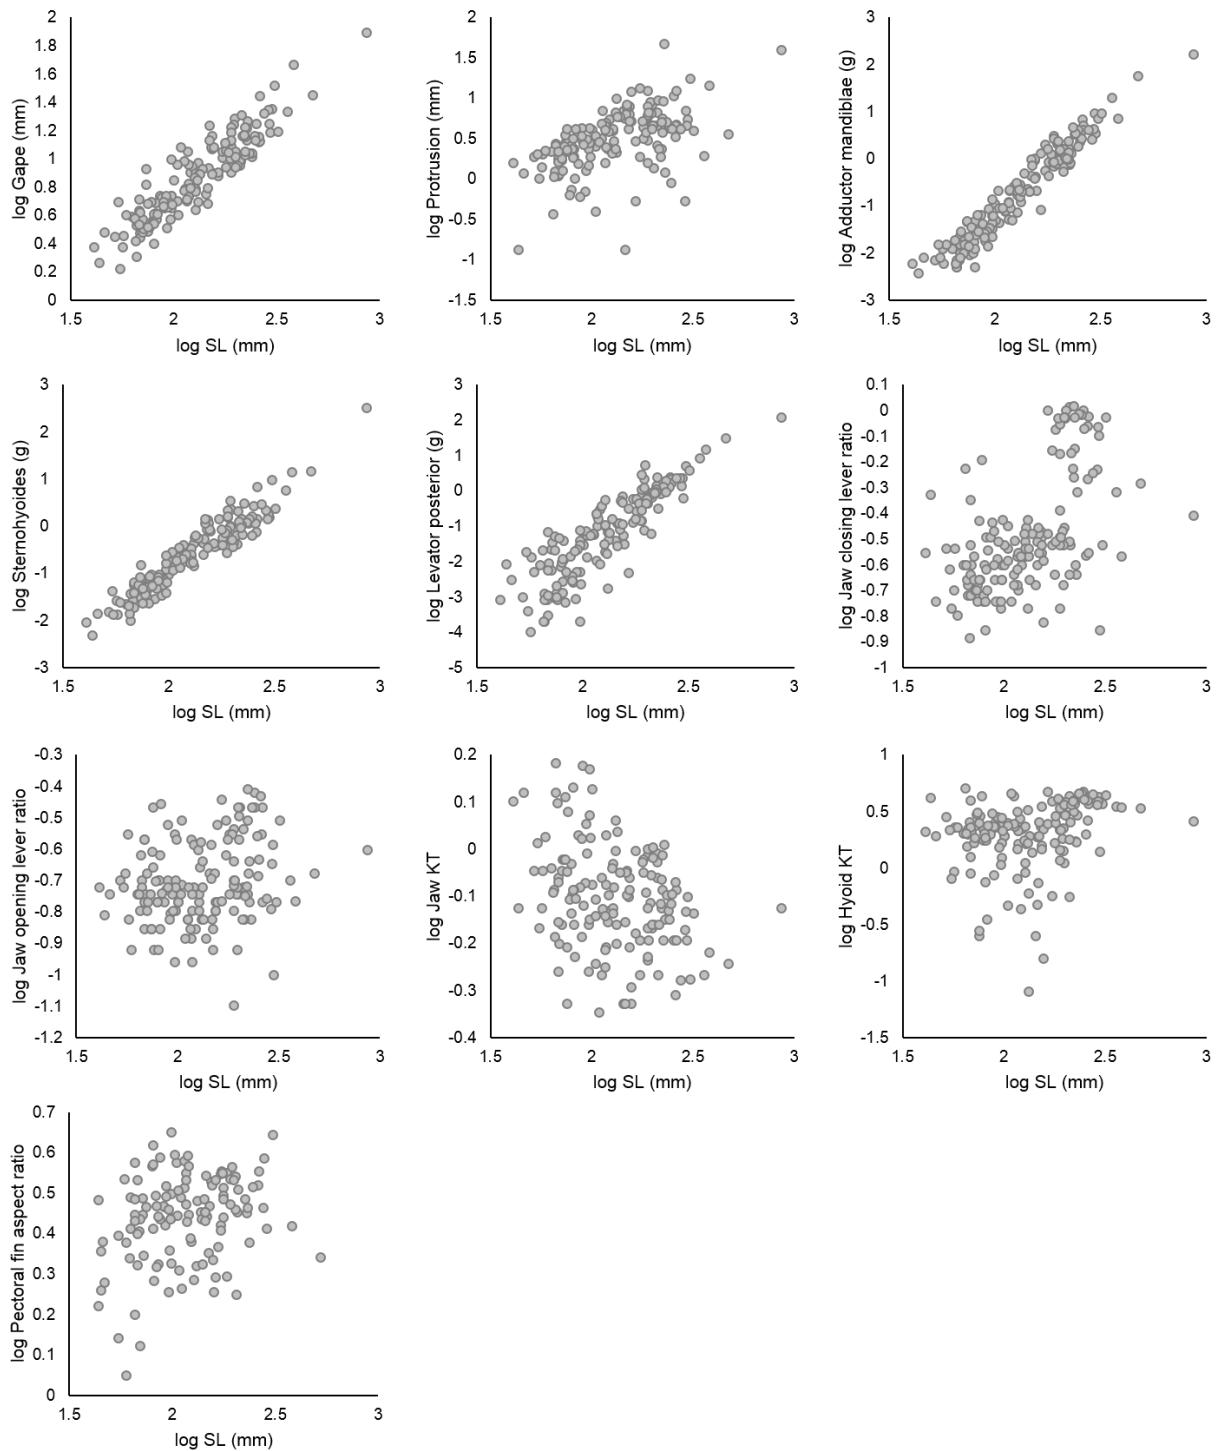 2
1.8
1.6
1.4
1.2
1
0.8
0.6
0.4
0.2
0
1.5 2 2.5 3
log Gape (mm)
log SL (mm)
2
1.5
1
0.5
0
-0.5
-1
-1.5
1.5 2 2.5 3
log Protrusion (mm)
log SL (mm)
3
2
1
0
-1
-2
-3
1.5 2 2.5 3
log Adductor mandiblae (g)
log SL (mm)
3
2
1
0
-1
-2
-3
1.5 2 2.5 3
log Sternohyoides (g)
log SL (mm)
3
2
1
0
-1
-2
-3
-4
-5
1.5 2 2.5 3
log Levator posterior (g)
log SL (mm)
0.1
0
-0.1
-0.2
-0.3
-0.4
-0.5
-0.6
-0.7
-0.8
-0.9
-1
1.5 2 2.5 3
log Jaw closing lever ratio
log SL (mm)
-0.3
-0.4
-0.5
-0.6
-0.7
-0.8
-0.9
-1
-1.1
-1.2
1.5 2 2.5 3
log Jaw opening lever ratio
log SL (mm)
0.2
0.1
0
-0.1
-0.2
-0.3
-0.4
1.5 2 2.5 3
log Jaw KT
log SL (mm)
1
0.5
0
-0.5
-1
-1.5
1.5 2 2.5 3
log Hyoid KT
log SL (mm)
0.7
0.6
0.5
0.4
0.3
0.2
0.1
0
1.5 2 2.5 3
log Pectoral fin aspect ratio
log SL (mm)